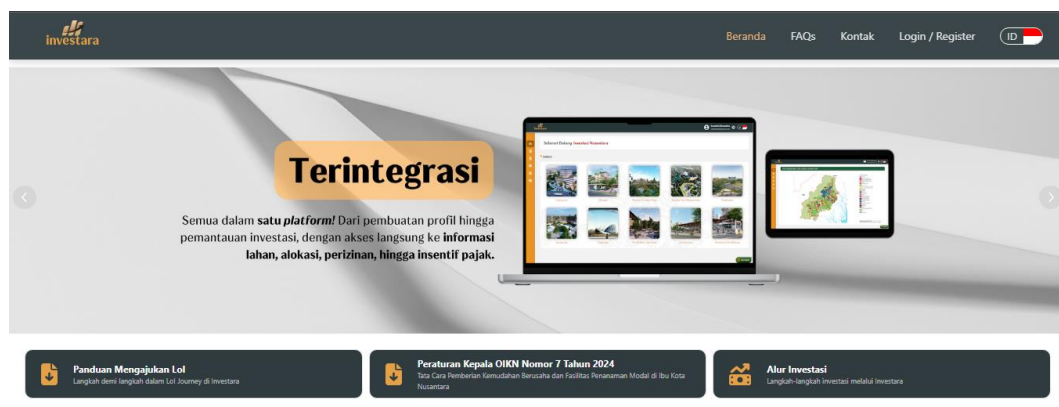 investara
Beranda FAQs Kontak Login / Register ID
Terintegrasi
Semua dalam satu platform! Dari pembuatan profil hingga
pemantauan investasi, dengan akses langsung ke informasi
lahan, alokasi, perizinan, hingga insentif pajak.
Panduan Mengajukan LoI
Langkah demi langkah dalam LoI Journey di Investara
Peraturan Kepala OIKN Nomor 7 Tahun 2024
Tata Cara Pemberian Kemudahan Berusaha dan Fasilitas Penanaman Modal di Ibu Kota
Nusantara
Alur Investasi
Langkah-langkah investasi melalui Investara